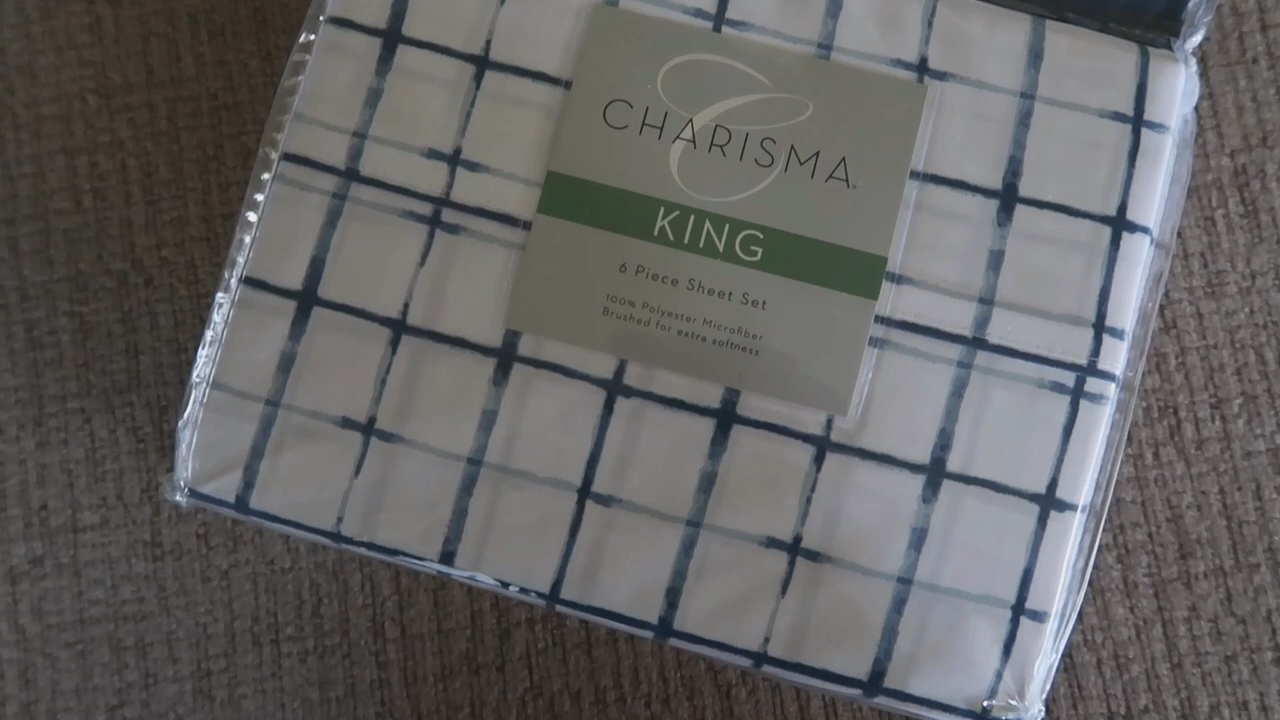 CHARISMA
KING
6 Piece Sheet Set
100% Polyester Microfiber
Brushed for extra softness